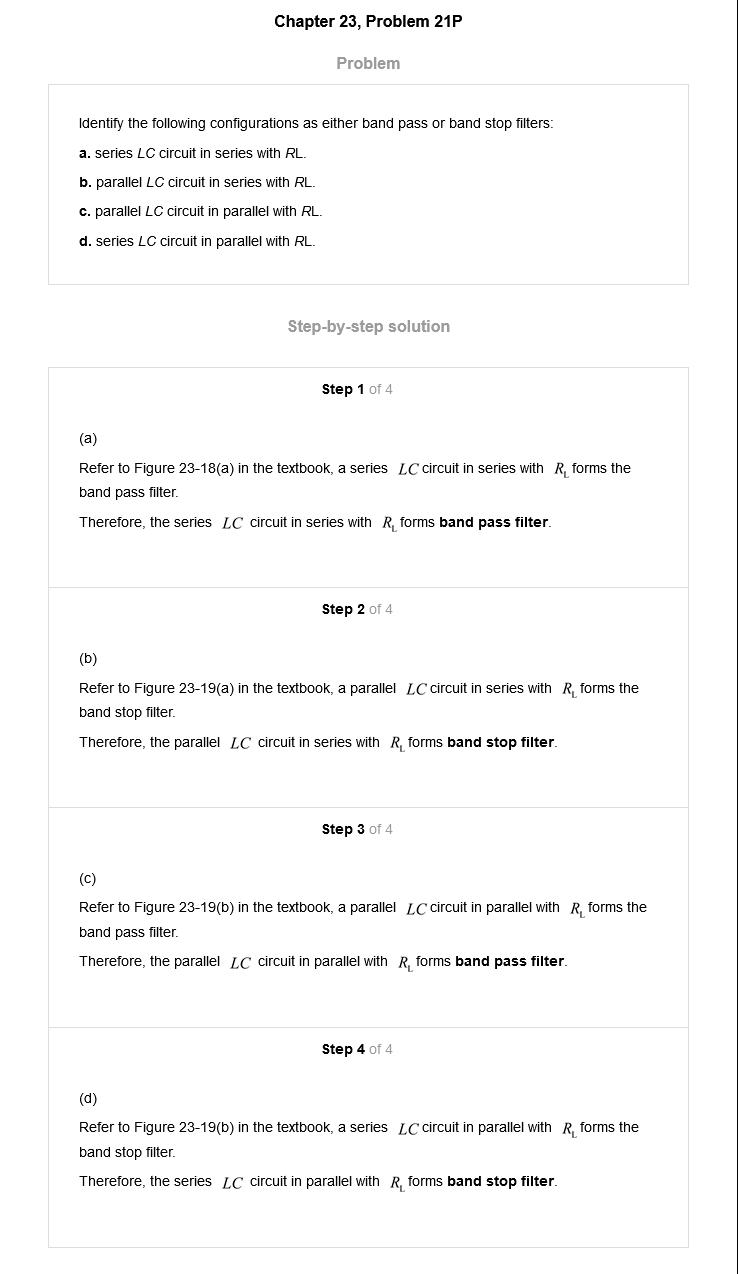 Chapter 23, Problem 21P
Problem
Identify the following configurations as either band pass or band stop filters:
a. series LC circuit in series with RL.
b. parallel LC circuit in series with RL.
c. parallel LC circuit in parallel with RL.
d. series LC circuit in parallel with RL.
Step-by-step solution
Step 1 of 4
(a)
Refer to Figure 23-18(a) in the textbook, a series LC circuit in series with R_L forms the
band pass filter.
Therefore, the series LC circuit in series with R_L forms band pass filter.
Step 2 of 4
(b)
Refer to Figure 23-19(a) in the textbook, a parallel LC circuit in series with R_L forms the
band stop filter.
Therefore, the parallel LC circuit in series with R_L forms band stop filter.
Step 3 of 4
(c)
Refer to Figure 23-19(b) in the textbook, a parallel LC circuit in parallel with R_L forms the
band pass filter.
Therefore, the parallel LC circuit in parallel with R_L forms band pass filter.
Step 4 of 4
(d)
Refer to Figure 23-19(b) in the textbook, a series LC circuit in parallel with R_L forms the
band stop filter.
Therefore, the series LC circuit in parallel with R_L forms band stop filter.